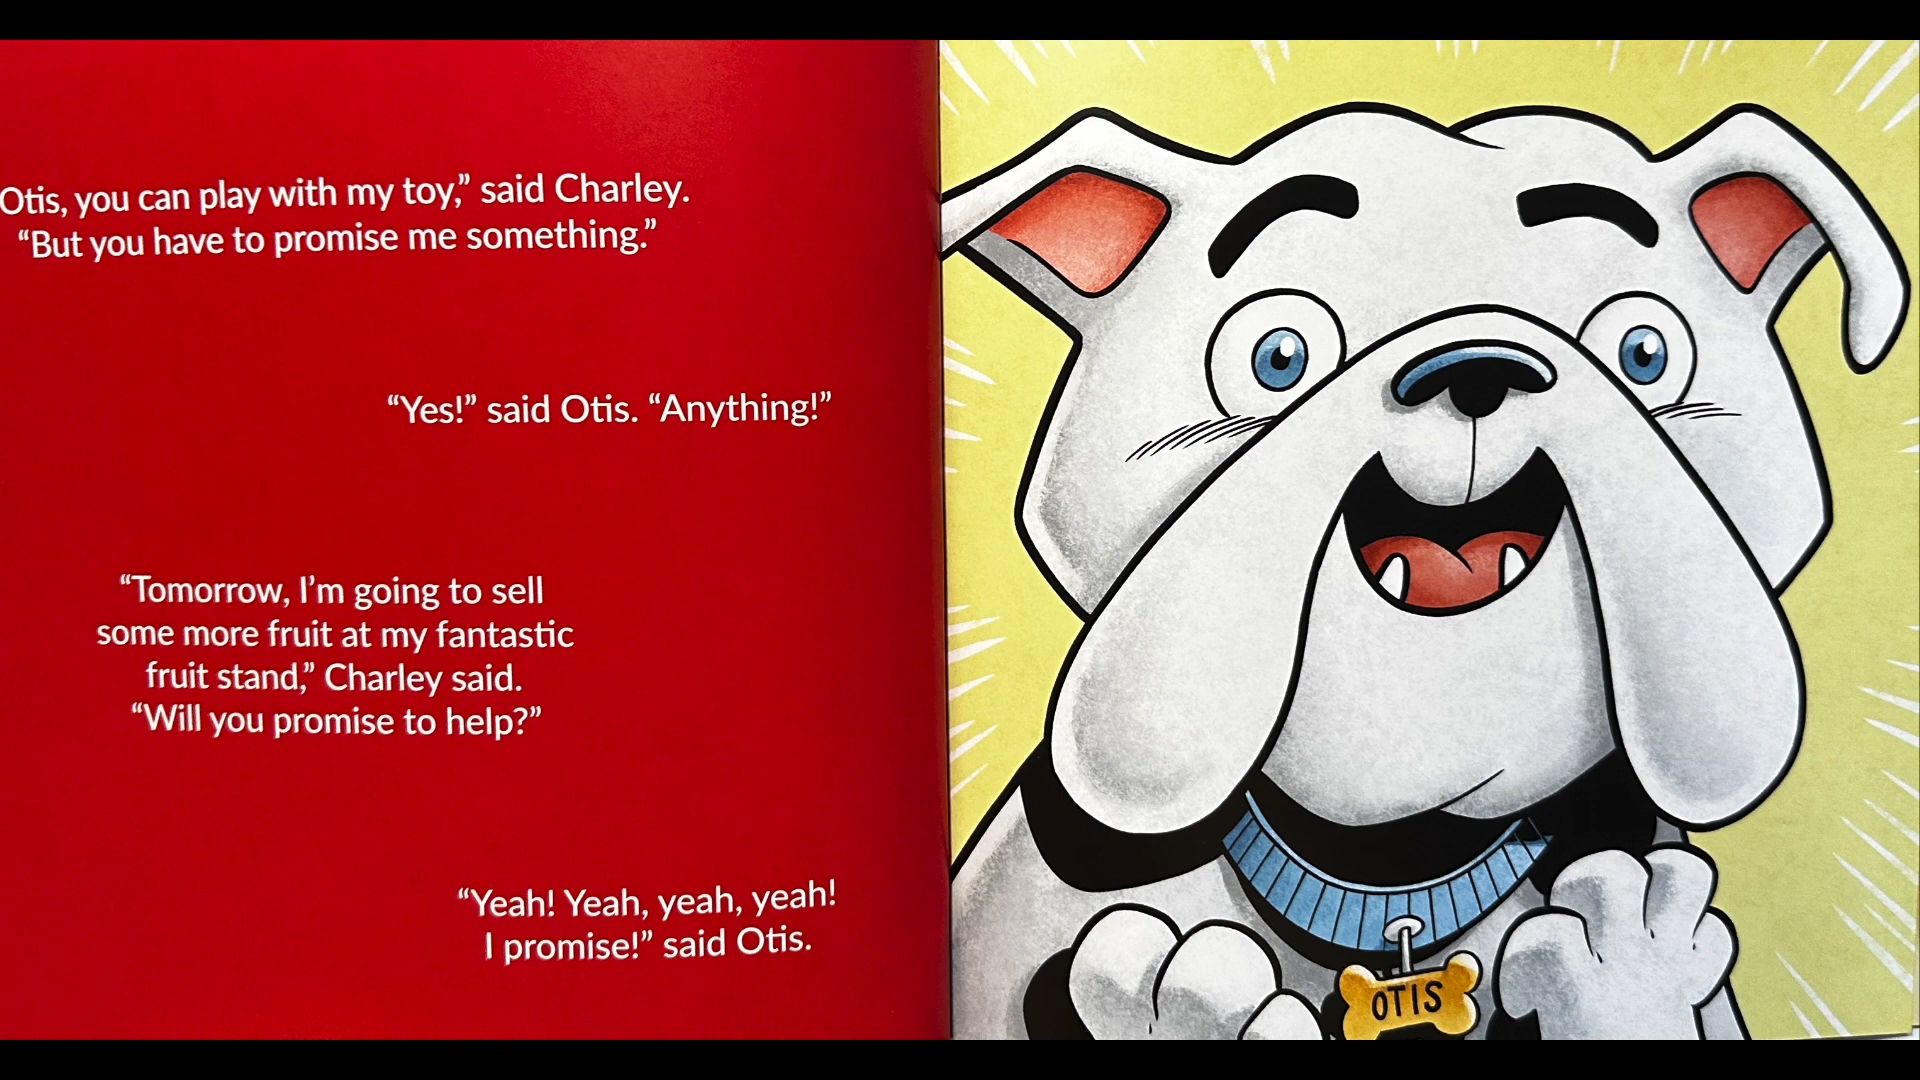 Otis, you can play with my toy,” said Charley.
“But you have to promise me something.”
“Yes!” said Otis. “Anything!”
“Tomorrow, I’m going to sell
some more fruit at my fantastic
fruit stand,” Charley said.
“Will you promise to help?”
“Yeah! Yeah, yeah, yeah!
I promise!” said Otis.
OTIS